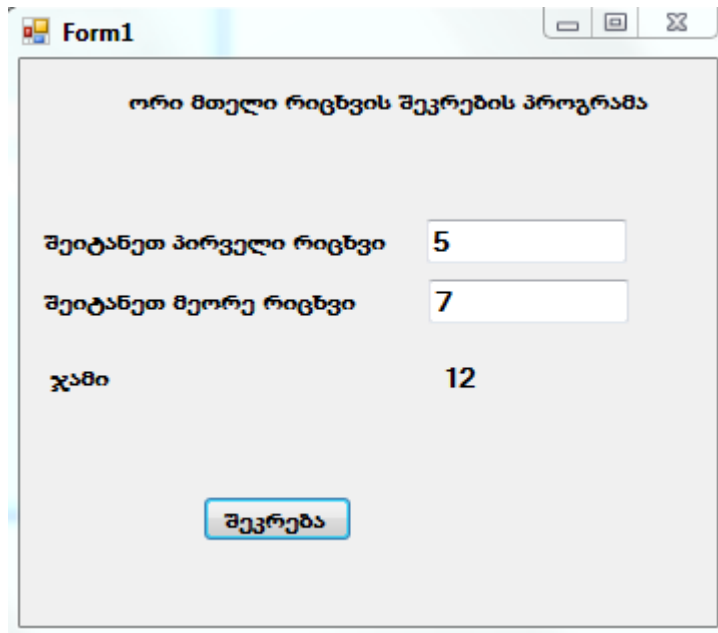 Form1
ორი მთელი რიცხვის შეკრების პროგრამა
შეიტანეთ პირველი რიცხვი 5
შეიტანეთ მეორე რიცხვი 7
ჯამი 12
შეკრება